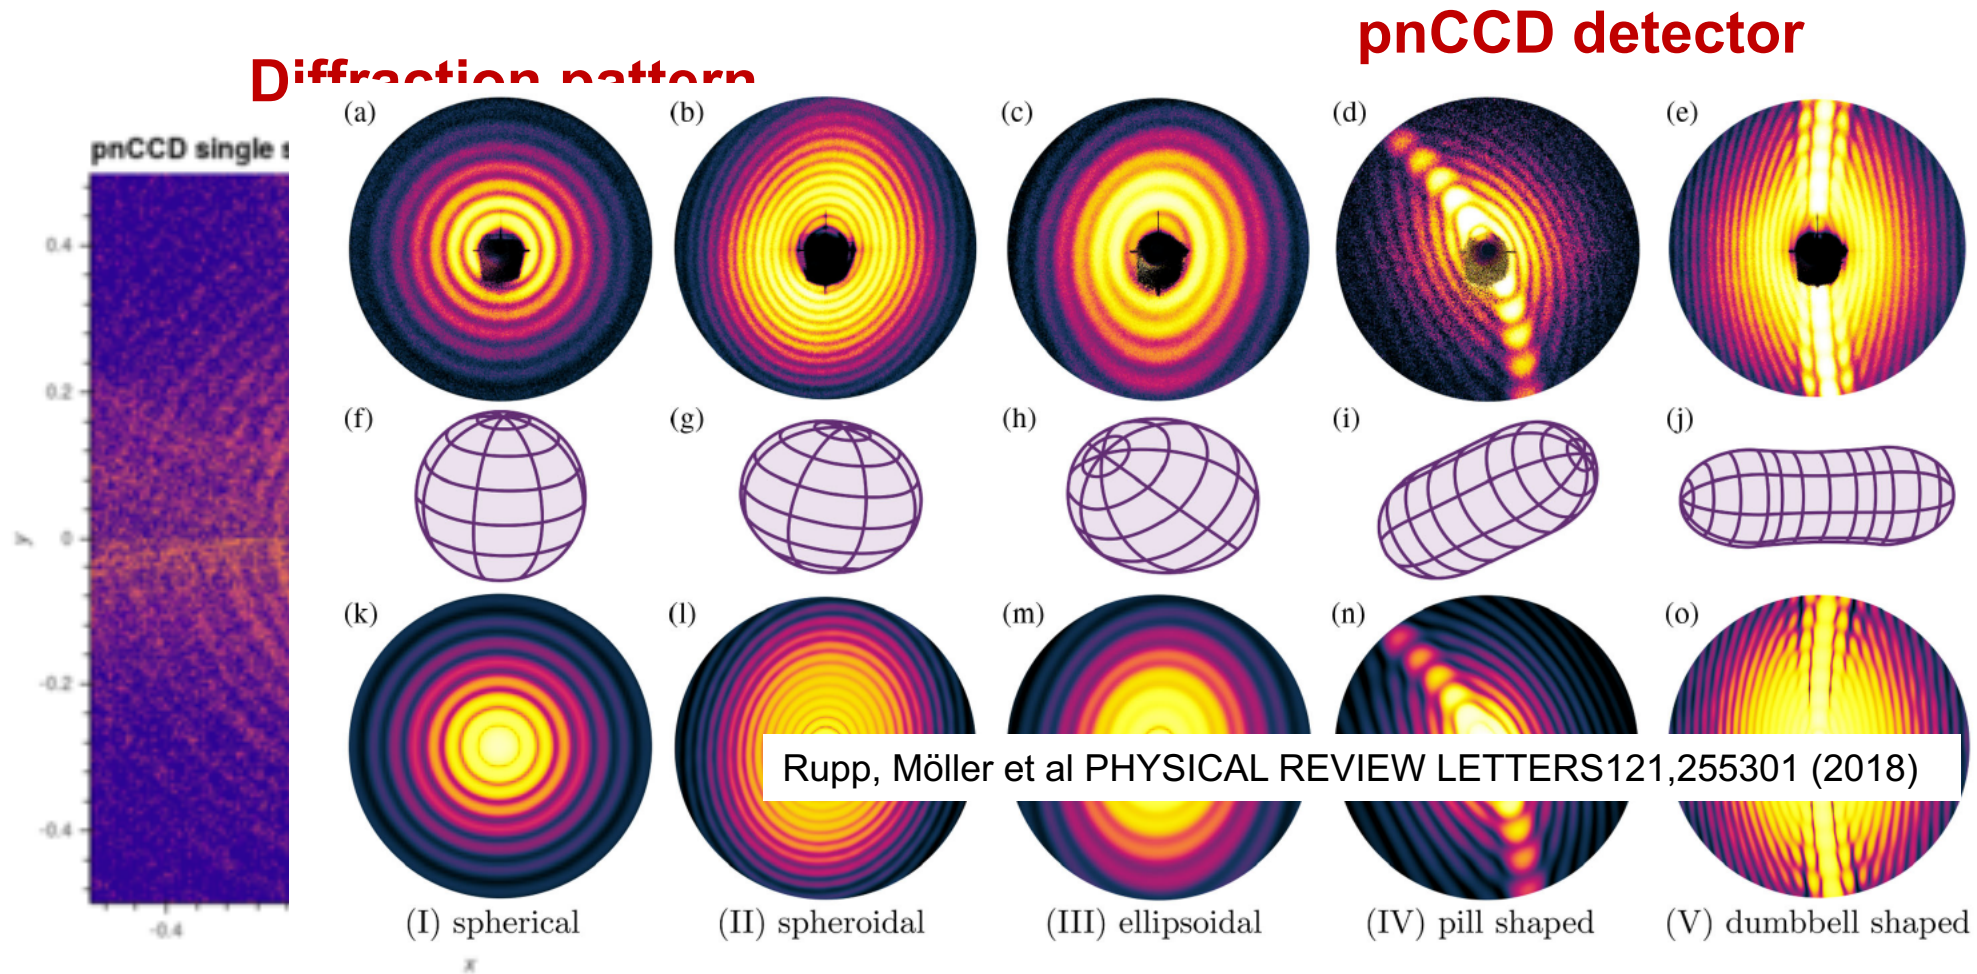 pnCCD detector
Diffraction pattern
pnCCD single
(a) (b) (c) (d) (e)
0.4
0.2
(f) (g) (h) (i) (j)
y
0
(k) (l) (m) (n) (o)
-0.2
Rupp, Möller et al PHYSICAL REVIEW LETTERS121,255301 (2018)
-0.4
(I) spherical (II) spheroidal (III) ellipsoidal (IV) pill shaped (V) dumbbell shaped
-0.4
x